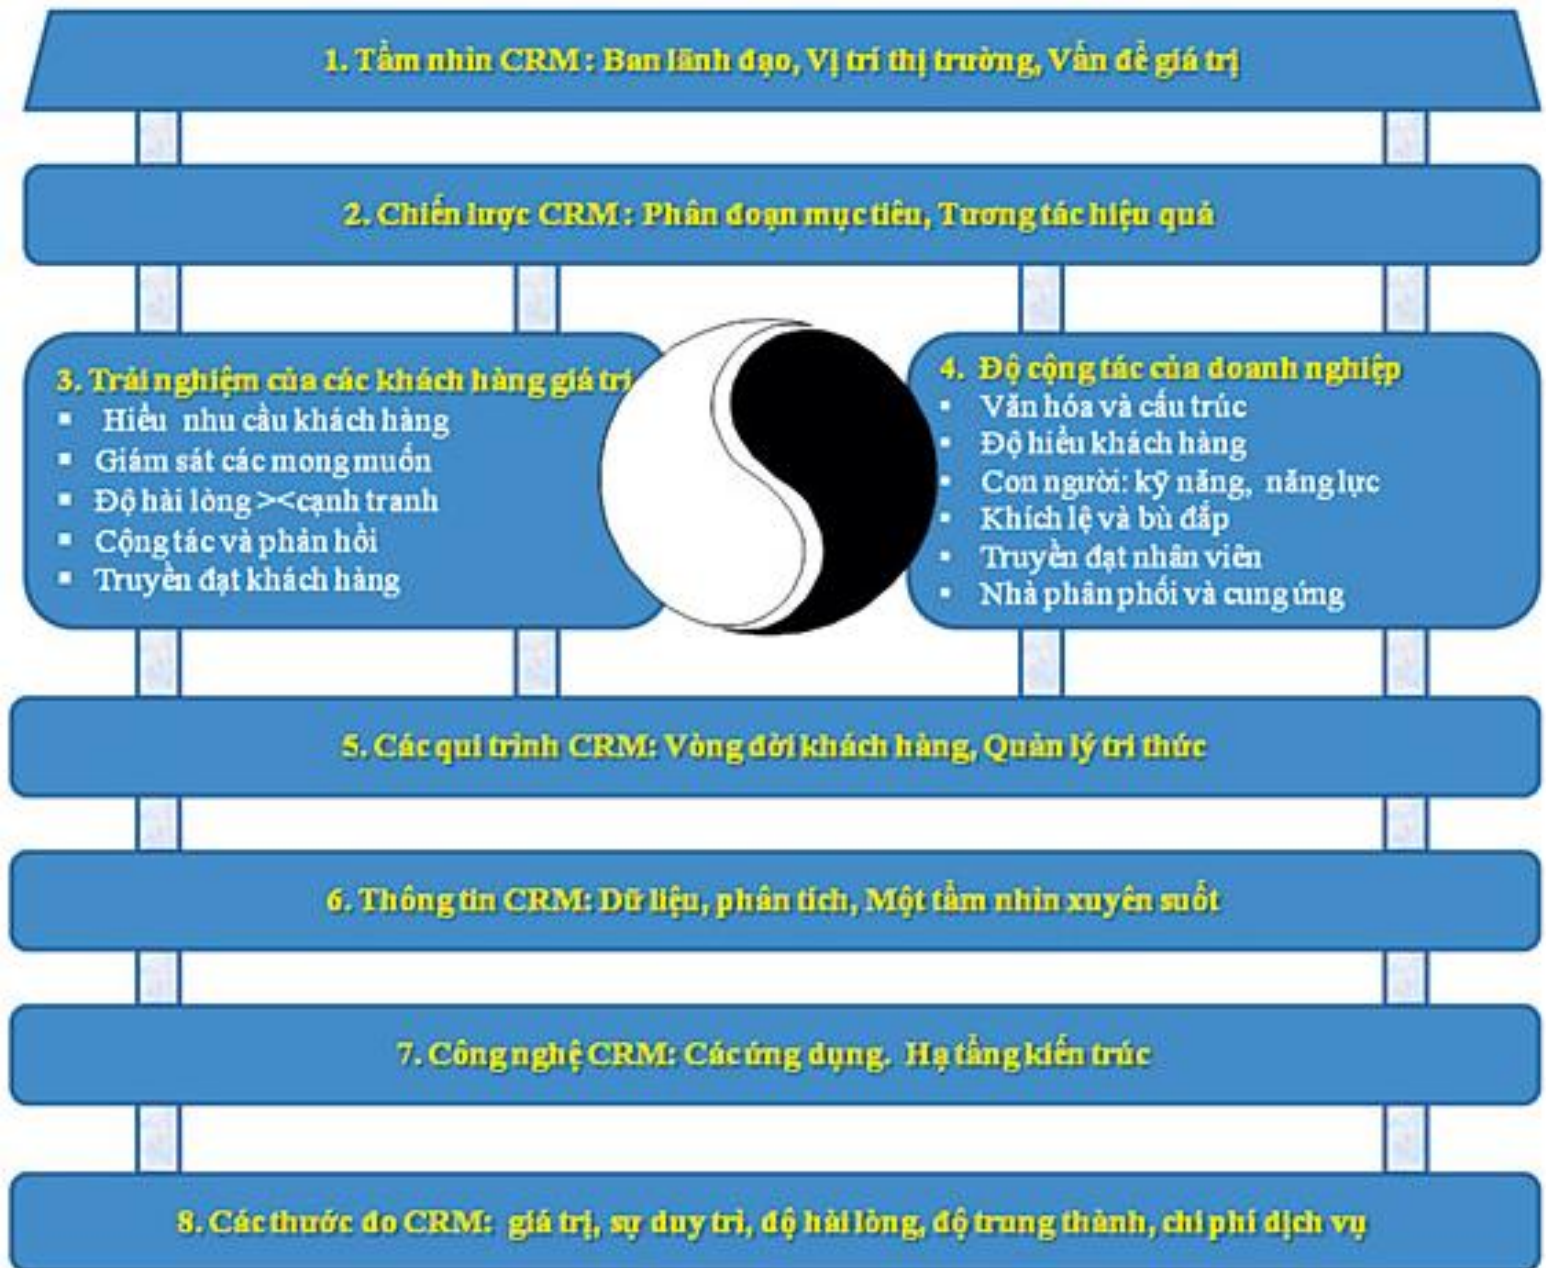 1. Tầm nhìn CRM : Ban lãnh đạo, Vị trí thị trường, Vấn đề giá trị
2. Chiến lược CRM : Phân đoạn mục tiêu, Tương tác hiệu quả
3. Trải nghiệm của các khách hàng giá trị
▪ Hiểu nhu cầu khách hàng
▪ Giám sát các mong muốn
▪ Độ hài lòng ><cạnh tranh
▪ Cộng tác và phản hồi
▪ Truyền đạt khách hàng
4. Độ cộng tác của doanh nghiệp
▪ Văn hóa và cấu trúc
▪ Độ hiểu khách hàng
▪ Con người: kỹ năng, năng lực
▪ Khích lệ và bù đắp
▪ Truyền đạt nhân viên
▪ Nhà phân phối và cung ứng
5. Các qui trình CRM: Vòng đời khách hàng, Quản lý tri thức
6. Thông tin CRM: Dữ liệu, phân tích, Một tầm nhìn xuyên suốt
7. Công nghệ CRM: Các ứng dụng. Hạ tầng kiến trúc
8. Các thước đo CRM: giá trị, sự duy trì, độ hài lòng, độ trung thành, chi phí dịch vụ